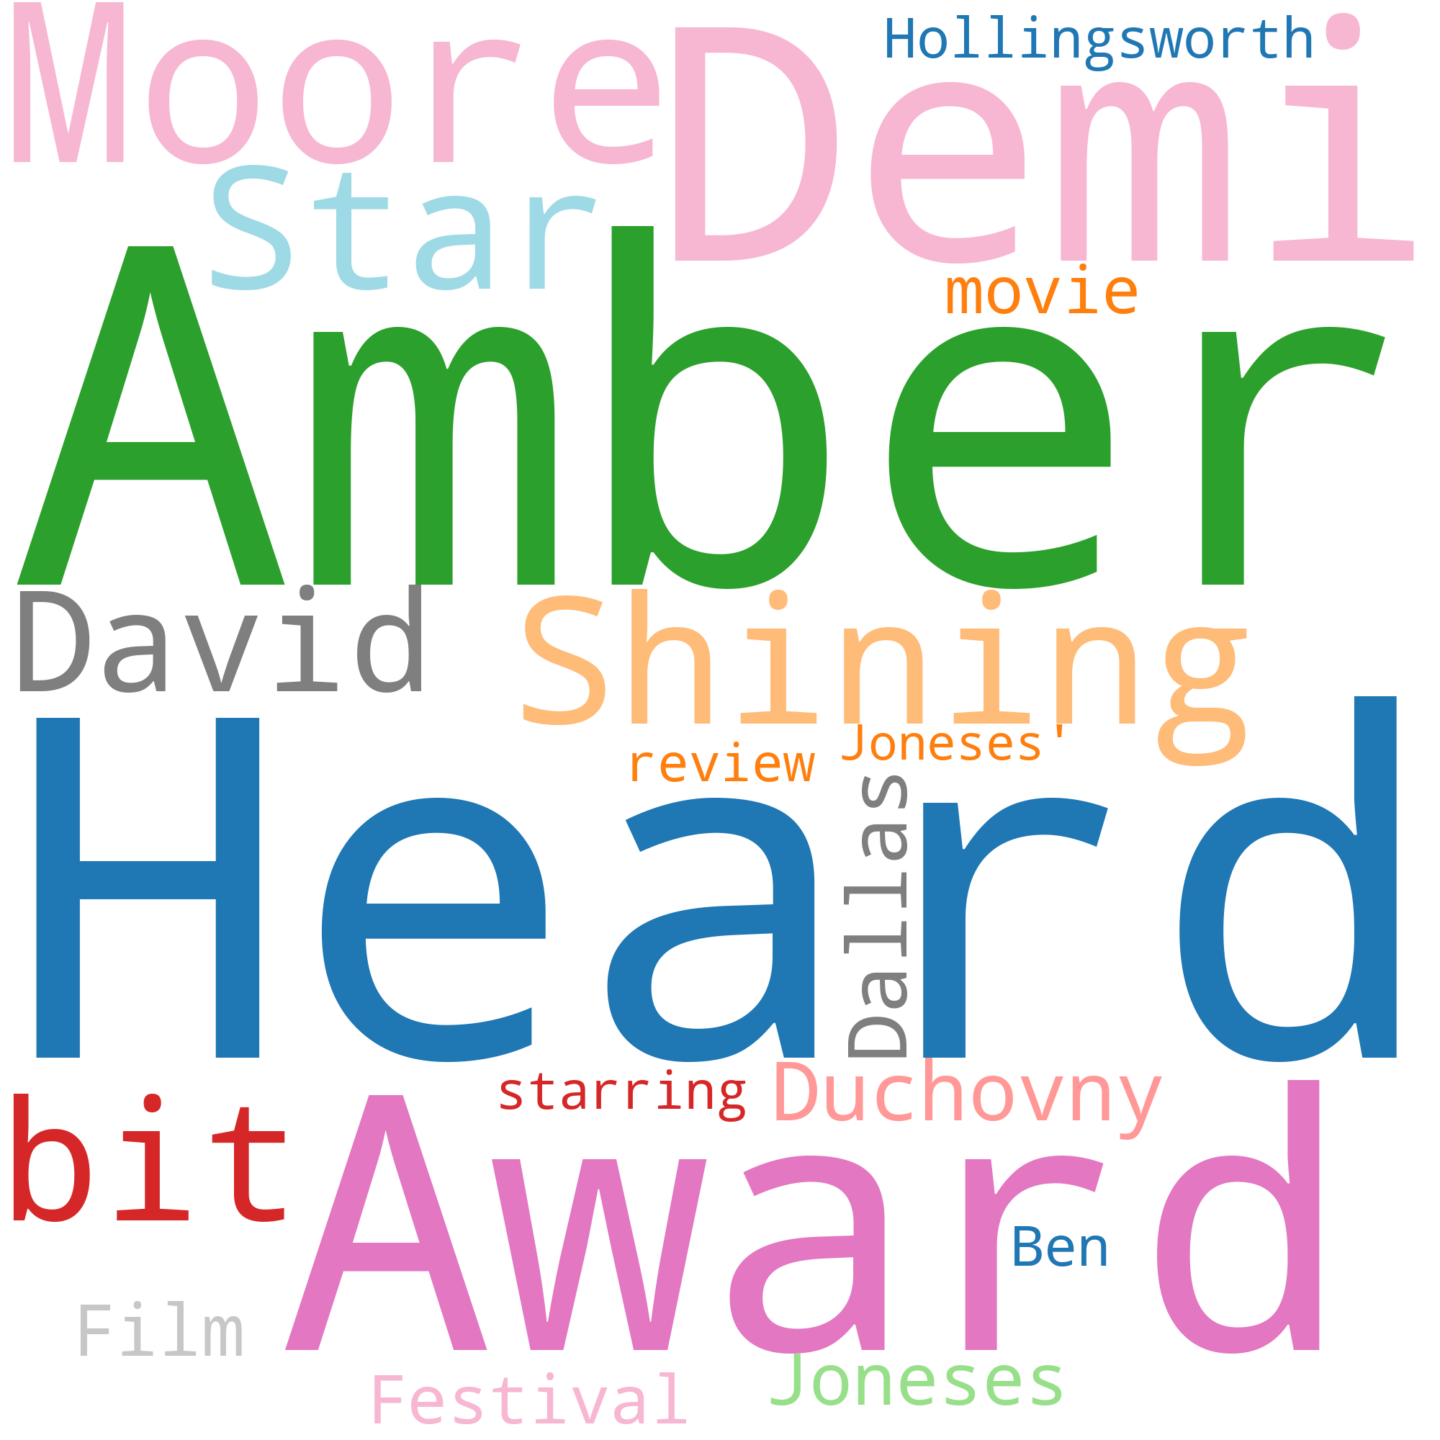 Hollingsworth
Moore
Demi
Star
movie
Amber
David
Shining
Joneses'
review
Heard
Dallas
starring
Duchovny
bit
Award
Ben
Film
Joneses
Festival